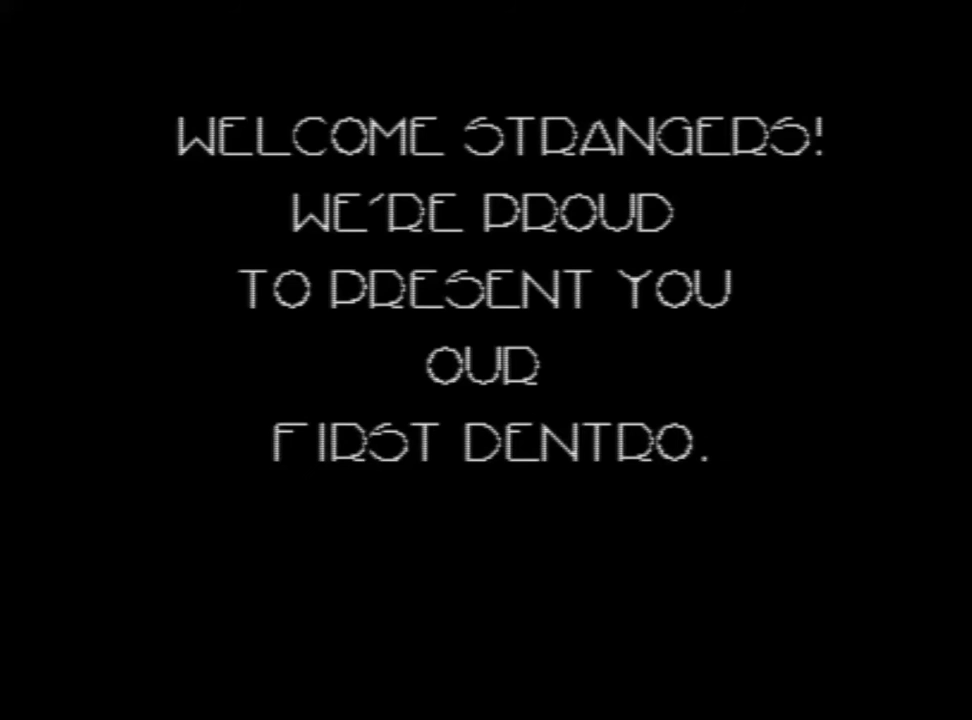 WELCOME STRANGERS!
WE'RE PROUD
TO PRESENT YOU
OUR
FIRST DENTRO.